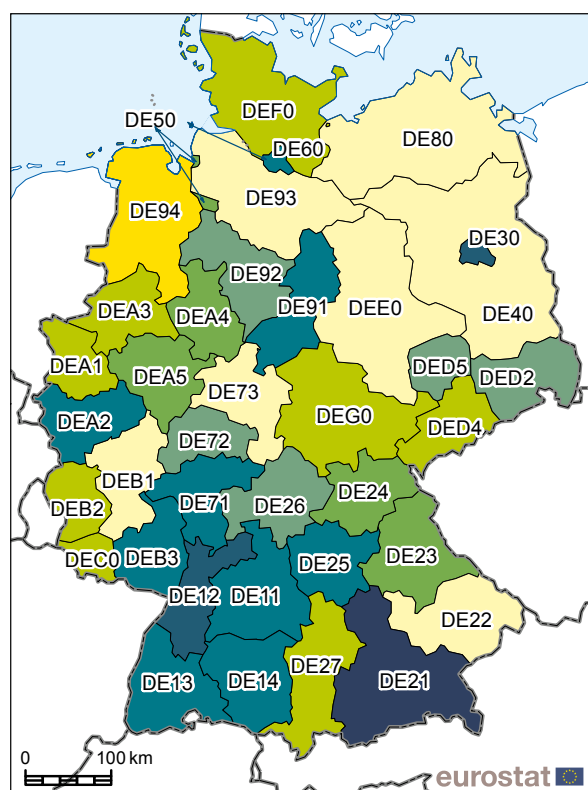 DEF0
DE50
DE80
DE60
DE93
DE94
DE30
DE92
DEE0
DEA3
DE91
DE40
DEA4
DEA1
DED5
DEA5
DED2
DE73
DEG0
DEA2
DED4
DE72
DEB1
DE71
DE24
DEB2
DE26
DE23
DEC0
DEB3
DE25
DE12
DE11
DE22
DE27
DE13
DE14
DE21
0 100 km
eurostat